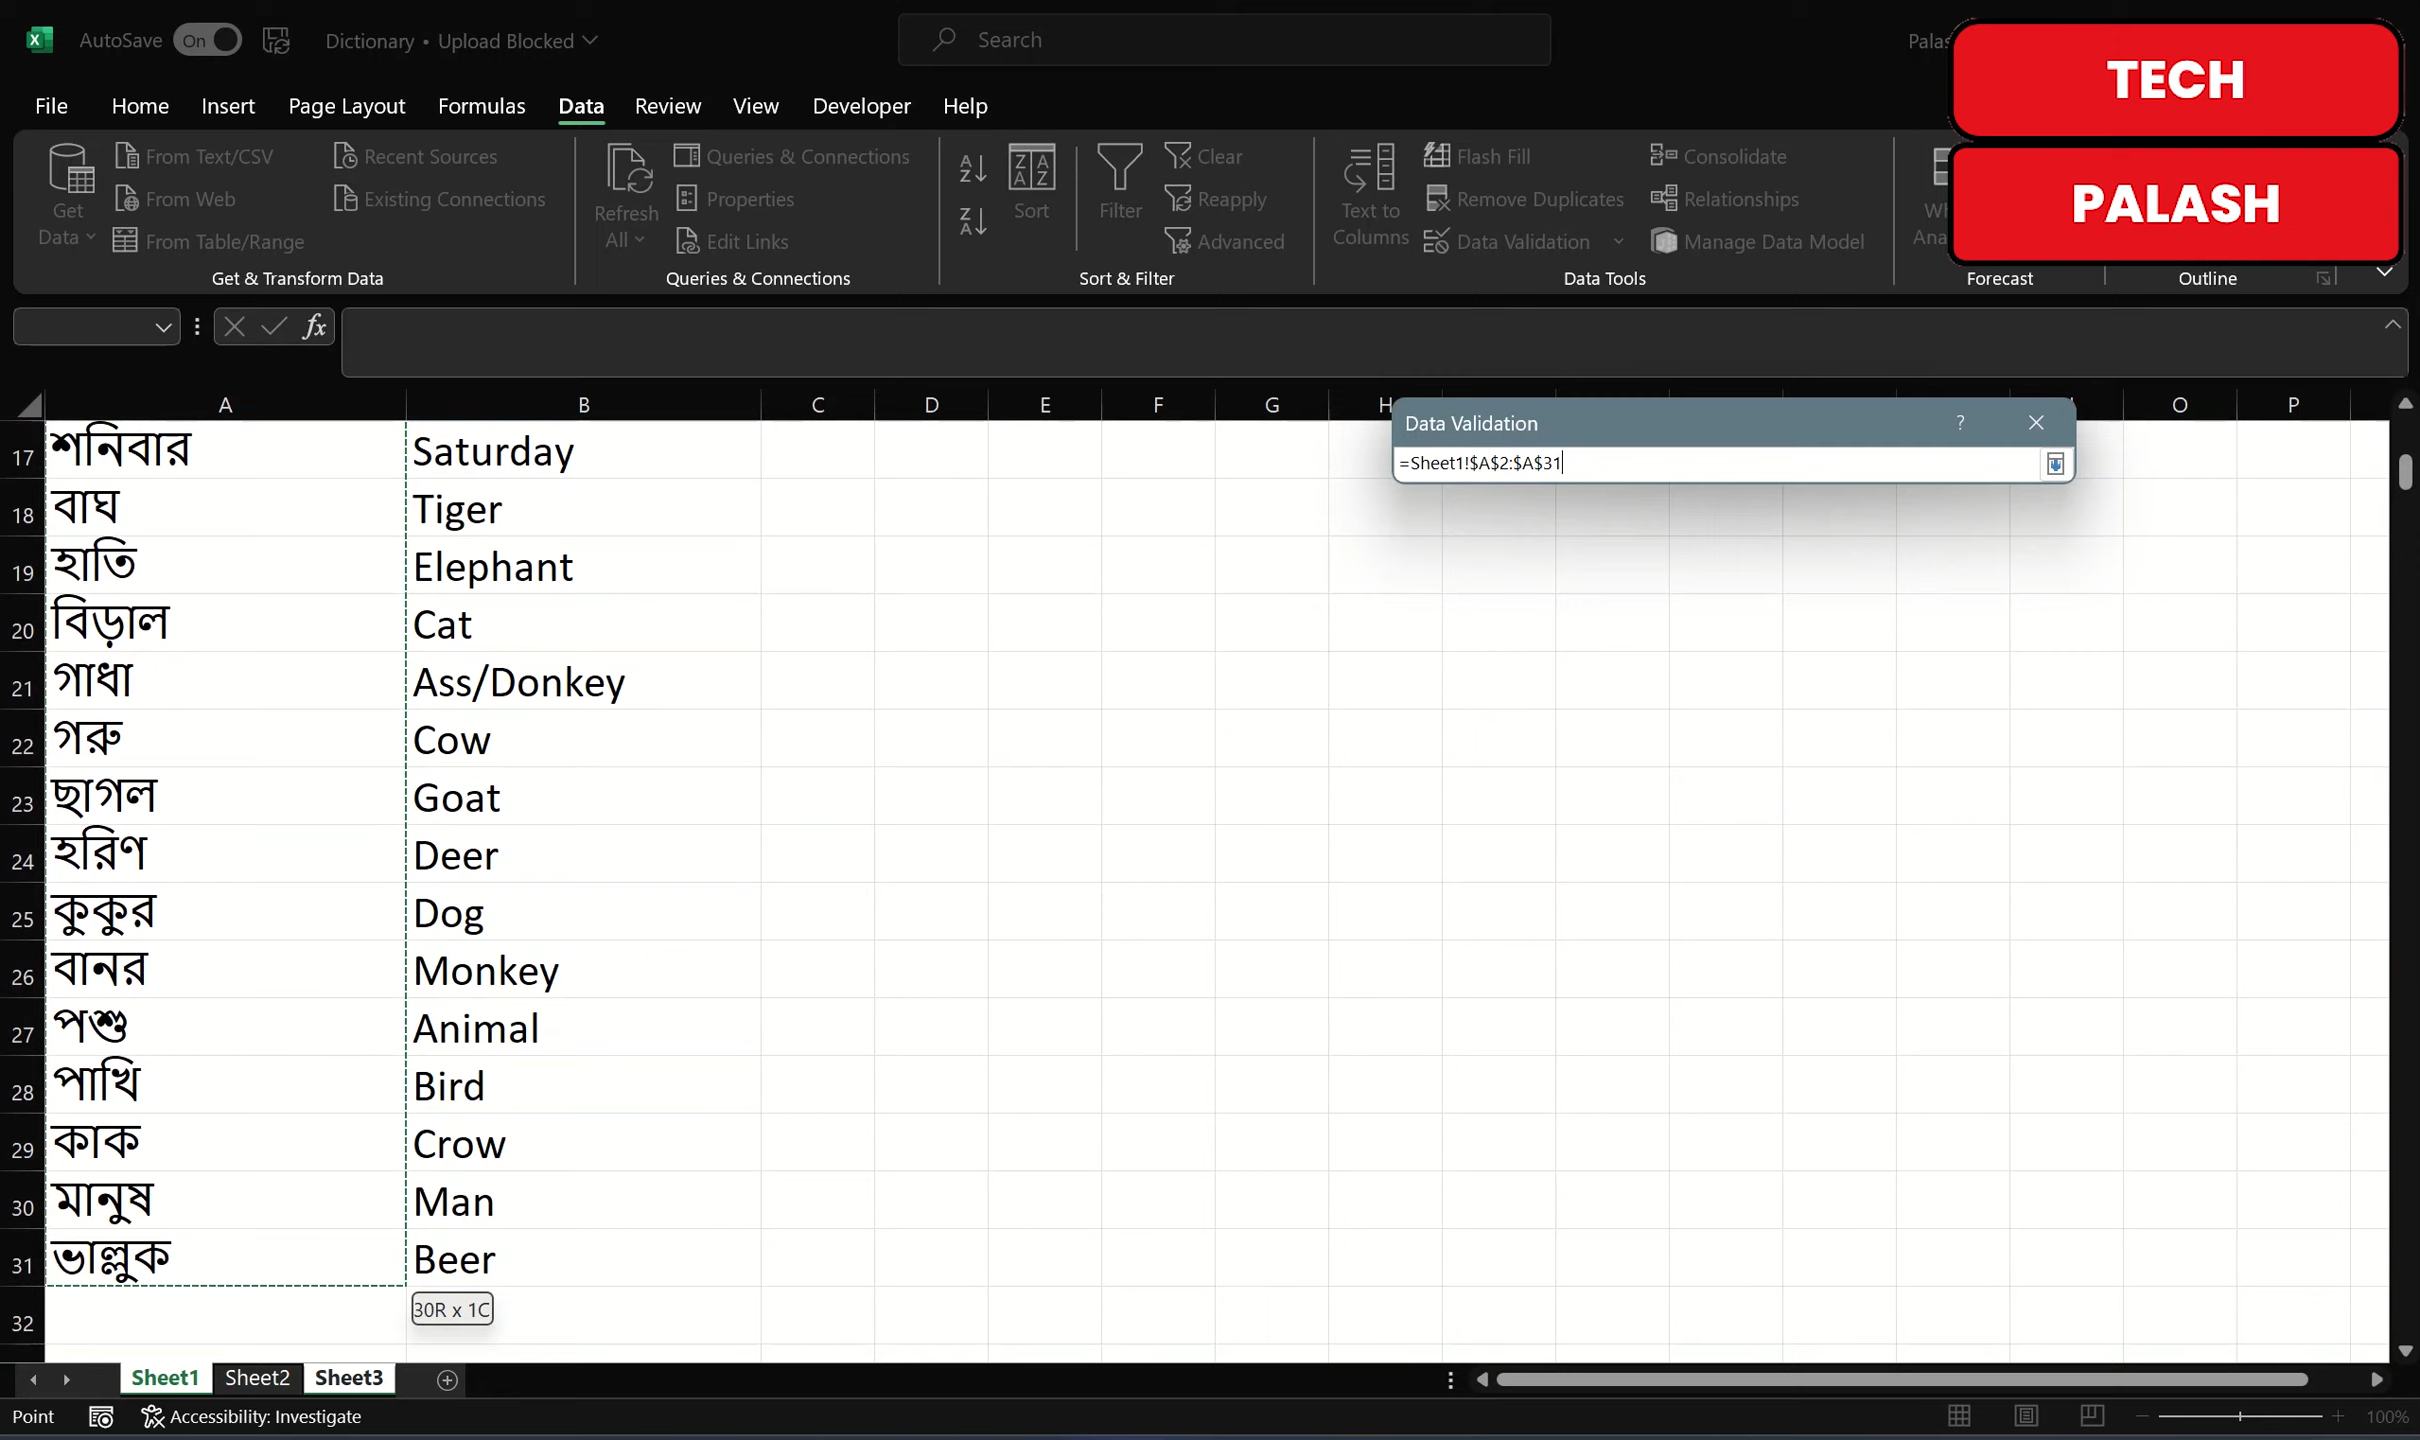 AutoSave On Dictionary • Upload Blocked Search
TECH
PALASH
File Home Insert Page Layout Formulas Data Review View Developer Help
Get Data
From Text/CSV
From Web
From Table/Range
Recent Sources
Existing Connections
Get & Transform Data
Refresh All
Queries & Connections
Properties
Edit Links
Queries & Connections
A Z
Z A
Z A A Z
Sort
Filter
Clear
Reapply
Advanced
Sort & Filter
Text to Columns
Flash Fill
Remove Duplicates
Data Validation
Consolidate
Relationships
Manage Data Model
Data Tools
Forecast
Outline
fx
A B C D E F G H O P
Data Validation ?
=Sheet1!$A$2:$A$31
17 শনিবার Saturday
18 বাঘ Tiger
19 হাতি Elephant
20 বিড়াল Cat
21 গাধা Ass/Donkey
22 গরু Cow
23 ছাগল Goat
24 হরিণ Deer
25 কুকুর Dog
26 বানর Monkey
27 পশু Animal
28 পাখি Bird
29 কাক Crow
30 মানুষ Man
31 ভাল্লুক Beer
32 30R x 1C
Sheet1 Sheet2 Sheet3
Point Accessibility: Investigate 100%